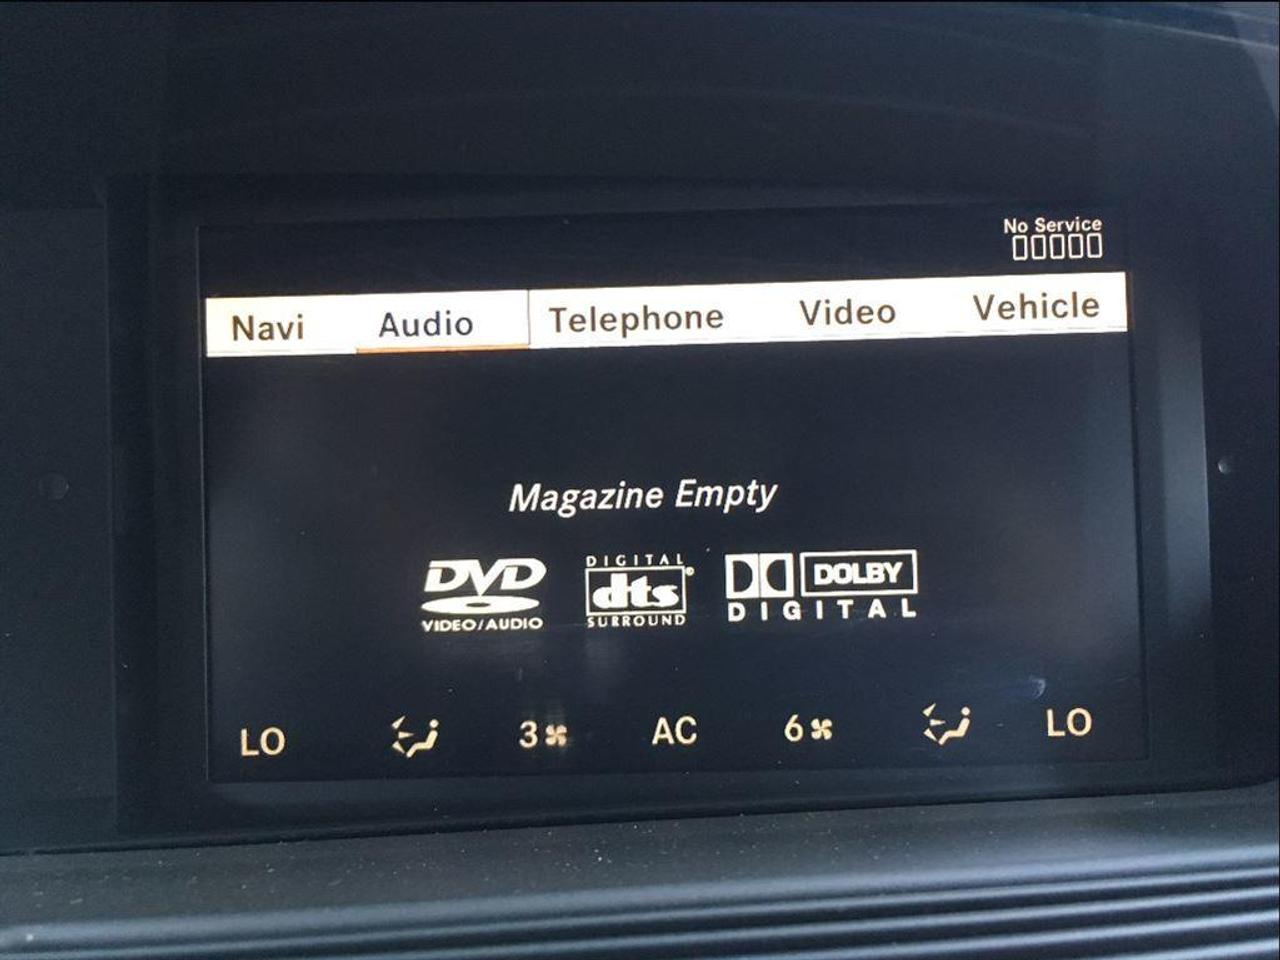 No Service
Navi Audio Telephone Video Vehicle
Magazine Empty
DVD
VIDEO/AUDIO
DIGITAL
dts
SURROUND
DOLBY
DIGITAL
LO 3 AC 6 LO